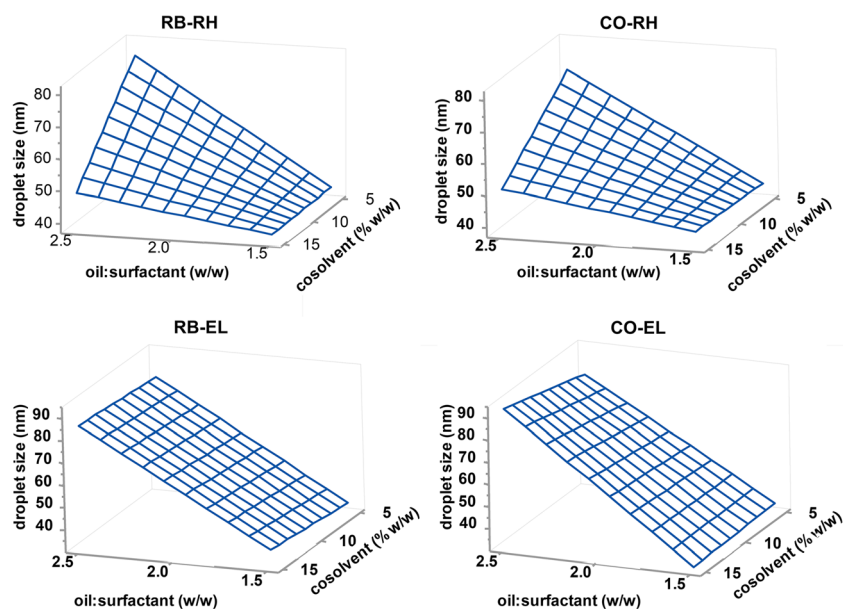 RB-RH
droplet size (nm)
80
70
60
50
40
2.5
2.0
1.5
oil:surfactant (w/w)
15
10
5
cosolvent (% w/w)
CO-RH
droplet size (nm)
80
70
60
50
40
2.5
2.0
1.5
oil:surfactant (w/w)
15
10
5
cosolvent (% w/w)
RB-EL
droplet size (nm)
90
80
70
60
50
40
2.5
2.0
1.5
oil:surfactant (w/w)
15
10
5
cosolvent (% w/w)
CO-EL
droplet size (nm)
90
80
70
60
50
40
2.5
2.0
1.5
oil:surfactant (w/w)
15
10
5
cosolvent (% w/w)